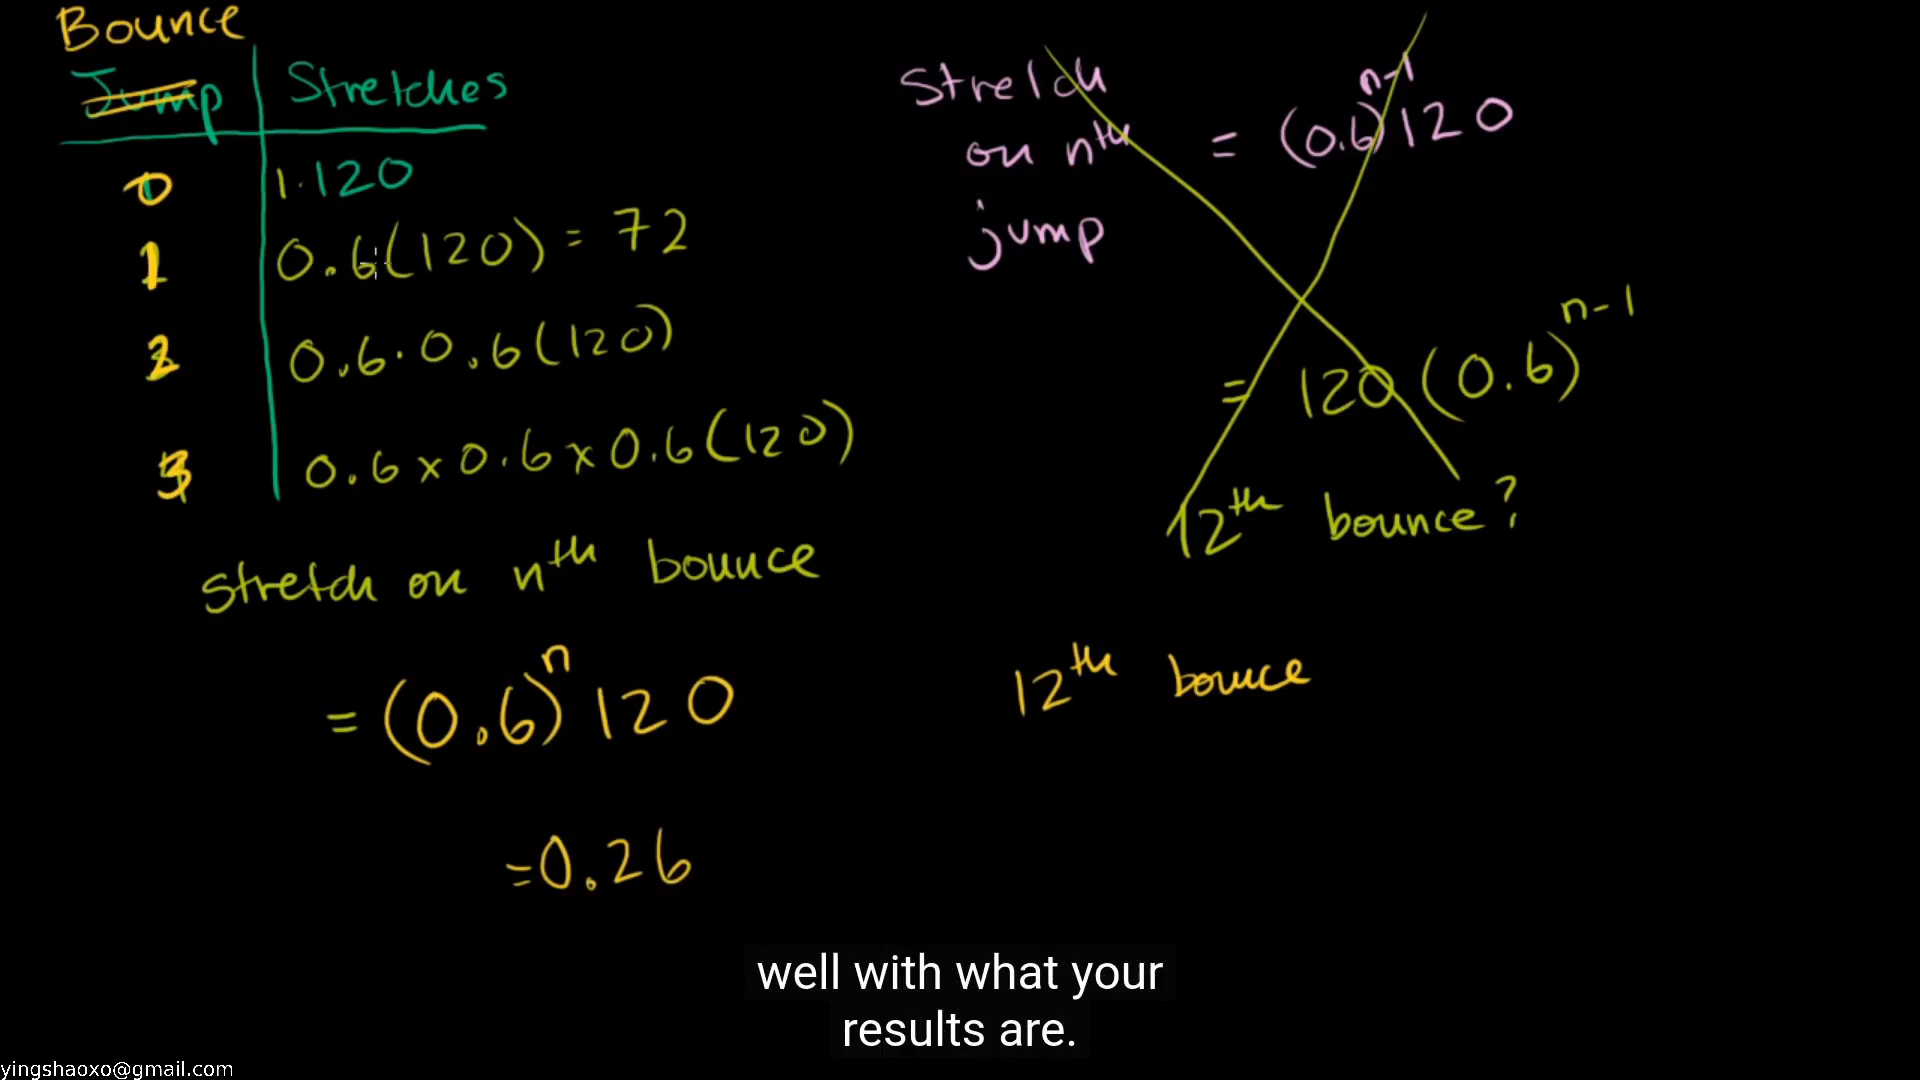 Bounce
Jump Stretches
0 1·120
1 0.6(120) = 72
2 0.6·0.6(120)
3 0.6 x 0.6 x 0.6(120)
Stretch on nth bounce
= (0.6)^n 120
= 0.26
Stretch
on nth = (0.6)^n-1 120
jump
= 120 (0.6)^n-1
12th bounce?
12th bounce
well with what your
results are.
yingshaoxo@gmail.com